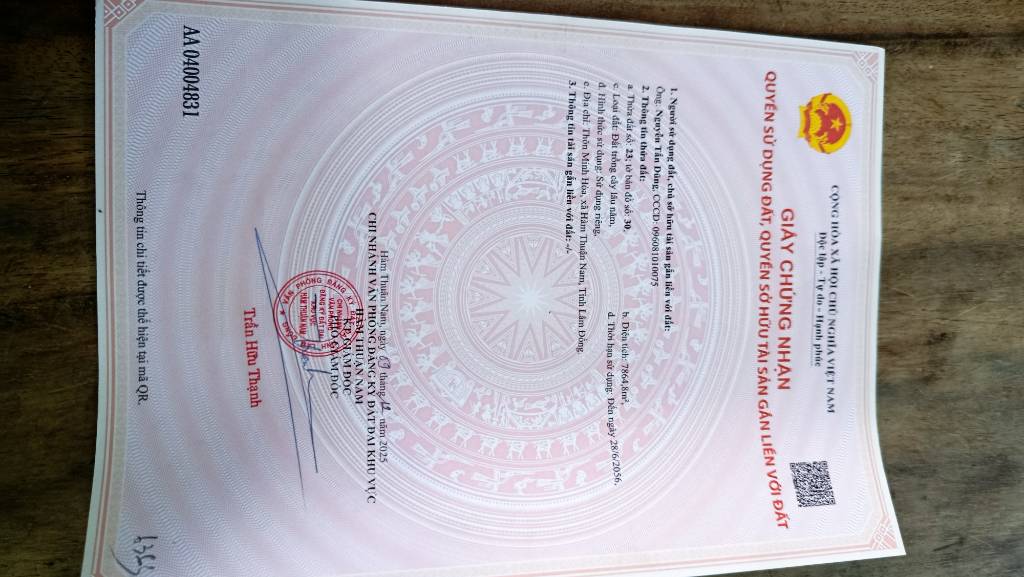 CỘNG HÒA XÃ HỘI CHỦ NGHĨA VIỆT NAM
Độc lập - Tự do - Hạnh phúc
GIẤY CHỨNG NHẬN
QUYỀN SỬ DỤNG ĐẤT, QUYỀN SỞ HỮU TÀI SẢN GẮN LIỀN VỚI ĐẤT
1. Người sử dụng đất, chủ sở hữu tài sản gắn liền với đất:
Ông: Nguyễn Tấn Dũng, CCCD: 096081010075
2. Thông tin thửa đất:
a. Thửa đất số: 23; tờ bản đồ số: 30, b. Diện tích: 7864,8m²,
c. Loại đất: Đất trồng cây lâu năm, d. Thời hạn sử dụng: Đến ngày 28/6/2056,
đ. Hình thức sử dụng: Sử dụng riêng,
e. Địa chỉ: Thôn Minh Hòa, xã Hàm Thuận Nam, Tỉnh Lâm Đồng.
3. Thông tin tài sản gắn liền với đất: -/-
Hàm Thuận Nam, ngày 09 tháng 12 năm 2025
CHI NHÁNH VĂN PHÒNG ĐĂNG KÝ ĐẤT ĐAI KHU VỰC
HÀM THUẬN NAM
KT. GIÁM ĐỐC
PHÓ GIÁM ĐỐC
Trần Hữu Thạnh
AA 04004831
Thông tin chi tiết được thể hiện tại mã QR.